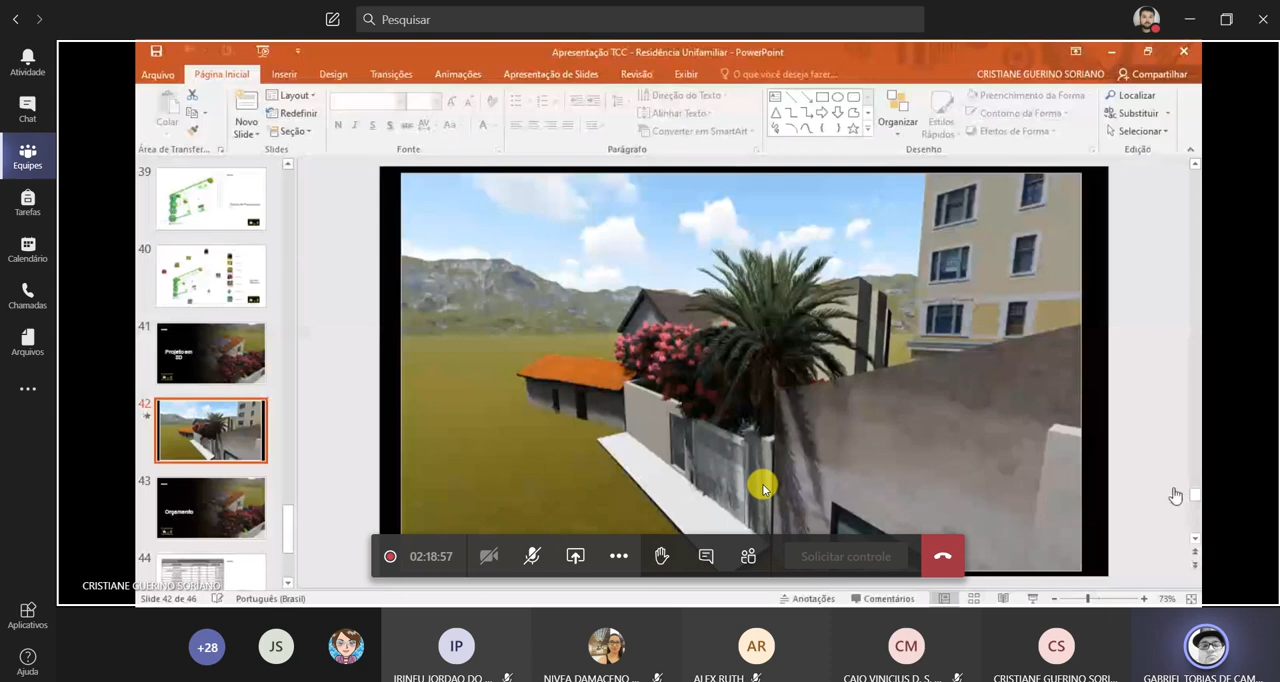 Pesquisar
Atividade
Chat
Equipes
Tarefas
Calendário
Chamadas
Arquivos
Aplicativos
Ajuda
Apresentação TCC - Residência Unifamiliar - PowerPoint
Arquivo Página Inicial Inserir Design Transições Animações Apresentação de Slides Revisão Exibir O que você deseja fazer... CRISTIANE GUERINO SORIANO Compartilhar
Colar
Novo
Slide
Layout
Redefinir
Seção
N I S S abc AV Aa A
Direção do Texto
Alinhar Texto
Converter em SmartArt
Organizar
Estilos
Rápidos
Preenchimento da Forma
Contorno da Forma
Efeitos de Forma
Localizar
Substituir
Selecionar
Área de Transfer... Slides Fonte Parágrafo Desenho Edição
39
40
41
Projeto em
3D
42
43
Orçamento
44
02:18:57
Solicitar controle
CRISTIANE GUERINO SORIANO
Slide 42 de 46 Português (Brasil) Anotações Comentários 73%
+28 JS IP AR CM CS
IRINEU JORDAO DO ... NIVEA DAMACENO ... ALEX RUTH CAIO VINICIUS D. S. ... CRISTIANE GUERINO SORI... GABRIEL TOBIAS DE CAM...